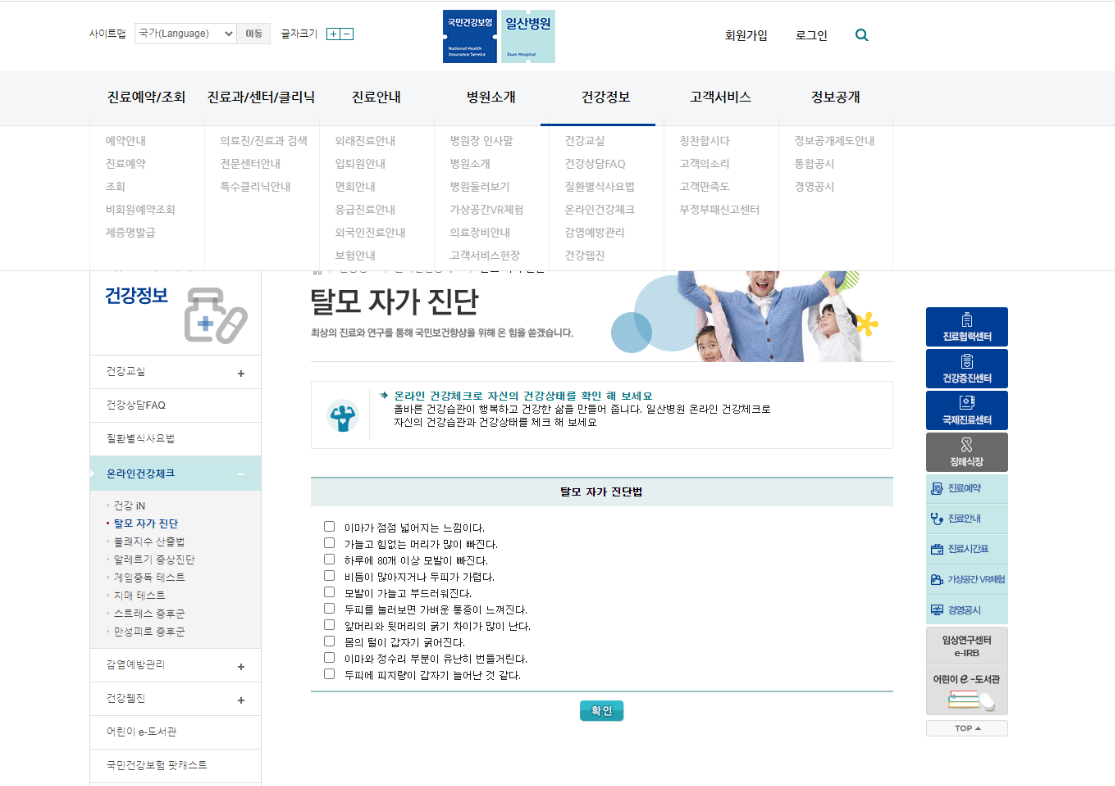 사이트맵 국가(Language) 이동 글자크기
국민건강보험
National Health
Insurance Service
일산병원
Ilsan Hospital
회원가입 로그인
진료예약/조회 진료과/센터/클리닉 진료안내 병원소개 건강정보 고객서비스 정보공개
예약안내 의료진/진료과 검색 외래진료안내 병원장 인사말 건강교실 칭찬합시다 정보공개제도안내
진료예약 전문센터안내 입퇴원안내 병원소개 건강상담FAQ 고객의소리 통합공시
조회 특수클리닉안내 면회안내 병원둘러보기 질환별식사요법 고객만족도 경영공시
비회원예약조회 응급진료안내 가상공간VR체험 온라인건강체크 부정부패신고센터
제증명발급 외국인진료안내 의료장비안내 감염예방관리
보험안내 고객서비스헌장 건강웹진
건강정보
건강교실 +
건강상담FAQ
질환별식사요법
온라인건강체크 −
건강 iN
탈모 자가 진단
불쾌지수 산출법
알레르기 증상진단
게임중독 테스트
치매 테스트
스트레스 증후군
만성피로 증후군
감염예방관리 +
건강웹진 +
어린이 e-도서관
국민건강보험 팟캐스트
탈모 자가 진단
최상의 진료와 연구를 통해 국민보건향상을 위해 온 힘을 쏟겠습니다.
온라인 건강체크로 자신의 건강상태를 확인 해 보세요
올바른 건강습관이 행복하고 건강한 삶을 만들어 줍니다. 일산병원 온라인 건강체크로
자신의 건강습관과 건강상태를 체크 해 보세요
탈모 자가 진단법
이마가 점점 넓어지는 느낌이다.
가늘고 힘없는 머리가 많이 빠진다.
하루에 80개 이상 모발이 빠진다.
비듬이 많아지거나 두피가 가렵다.
모발이 가늘고 부드러워진다.
두피를 눌러보면 가벼운 통증이 느껴진다.
앞머리와 뒷머리의 굵기 차이가 많이 난다.
몸의 털이 갑자기 굵어진다.
이마와 정수리 부분이 유난히 번들거린다.
두피에 피지량이 갑자기 늘어난 것 같다.
확인
진료협력센터
건강증진센터
국제진료센터
장례식장
진료예약
진료안내
진료시간표
가상공간 VR체험
경영공시
임상연구센터
e-IRB
어린이 e -도서관
TOP